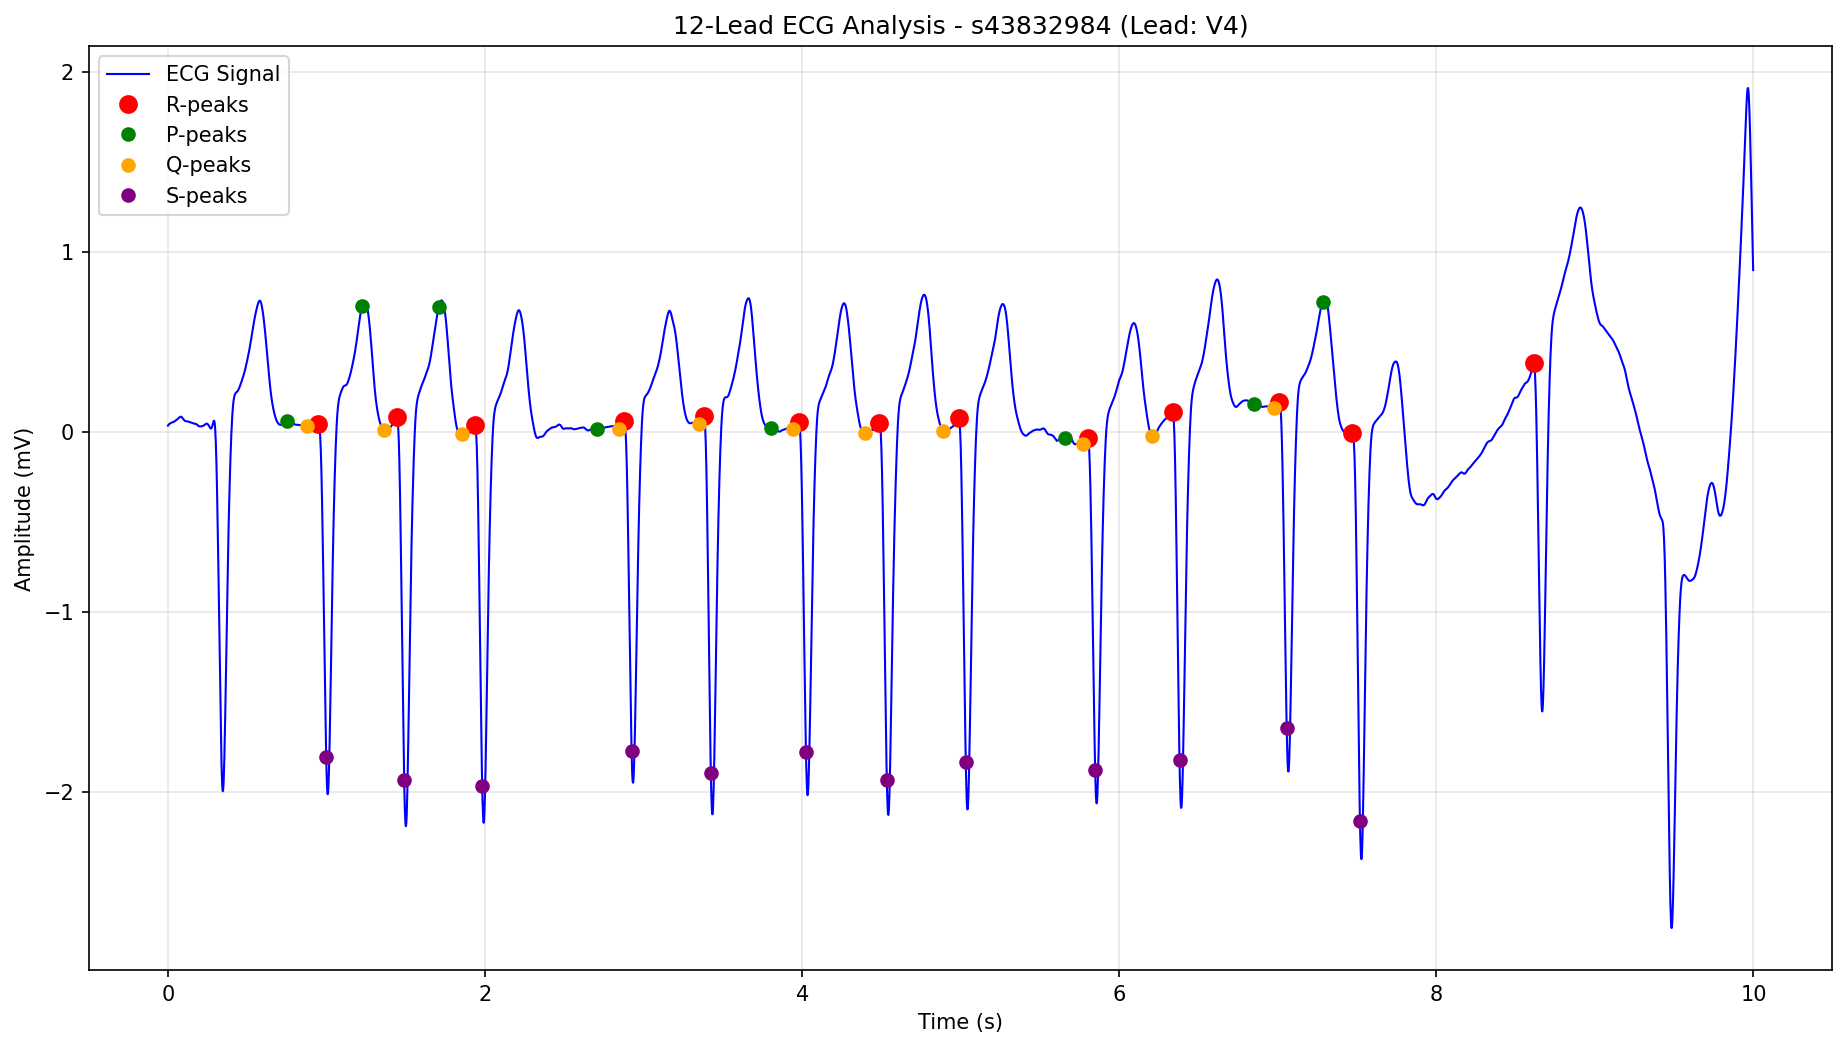 12-Lead ECG Analysis - s43832984 (Lead: V4)
ECG Signal
R-peaks
P-peaks
Q-peaks
S-peaks
Amplitude (mV)
2
1
0
−1
−2
0
2
4
6
8
10
Time (s)